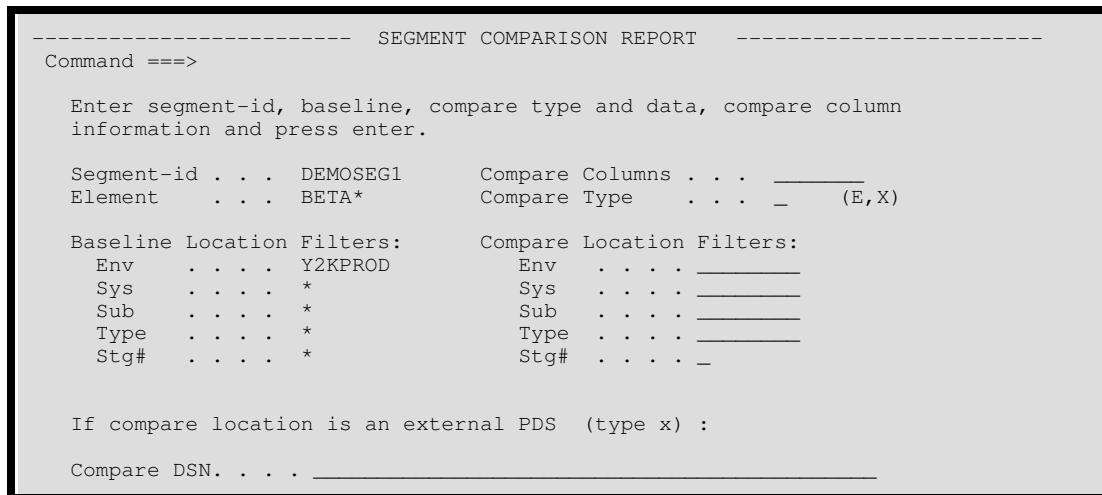 ------------------------- SEGMENT COMPARISON REPORT ------------------------
Command ===>
Enter segment-id, baseline, compare type and data, compare column
information and press enter.
Segment-id . . . DEMOSEG1 Compare Columns . . . _______
Element . . . BETA* Compare Type . . . _ (E,X)
Baseline Location Filters: Compare Location Filters:
Env . . . . Y2KPROD Env . . . . ________
Sys . . . . * Sys . . . . ________
Sub . . . . * Sub . . . . ________
Type . . . . * Type . . . . ________
Stg# . . . . * Stg# . . . . _
If compare location is an external PDS (type x) :
Compare DSN. . . . ____________________________________________